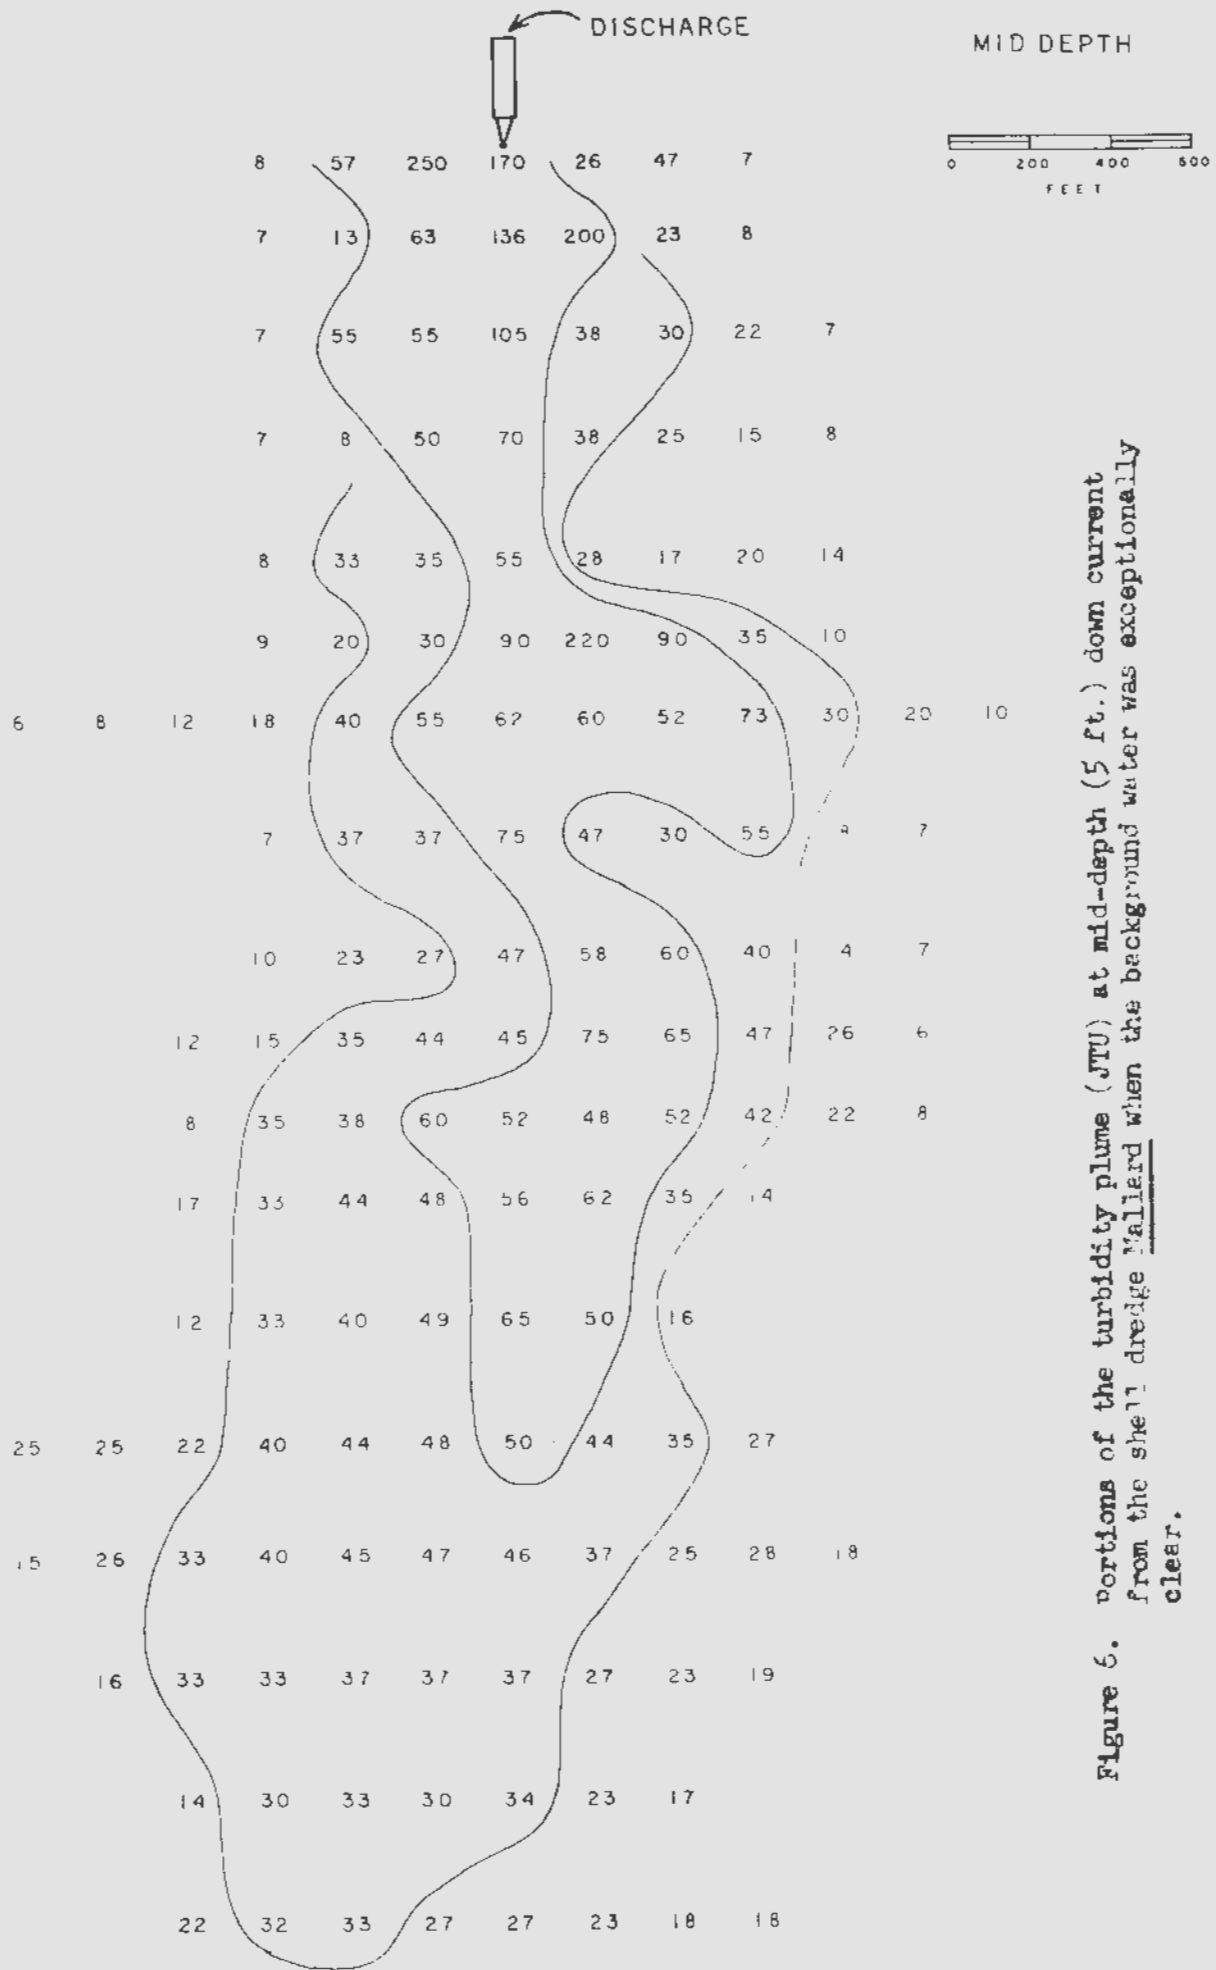 DISCHARGE
MID DEPTH
0 200 400 600
FEET
8 57 250 170 26 47 7
7 13 63 136 200 23 8
7 55 55 105 38 30 22 7
7 8 50 70 38 25 15 8
8 33 35 55 28 17 20 14
9 20 30 90 220 90 35 10
6 8 12 18 40 55 62 60 52 73 30 20 10
7 37 37 75 47 30 55 7
10 23 27 47 58 60 40 4 7
12 15 35 44 45 75 65 47 26 6
8 35 38 60 52 48 52 42 22 8
17 33 44 48 56 62 35 14
12 33 40 49 65 50 16
25 25 22 40 44 48 50 44 35 27
15 26 33 40 45 47 46 37 25 28 18
16 33 33 37 37 37 27 23 19
14 30 33 30 34 23 17
22 32 33 27 27 23 18 18
Figure 6. Portions of the turbidity plume (JTU) at mid-depth (5 ft.) down current
from the shell dredge Mallard when the background water was exceptionally
clear.